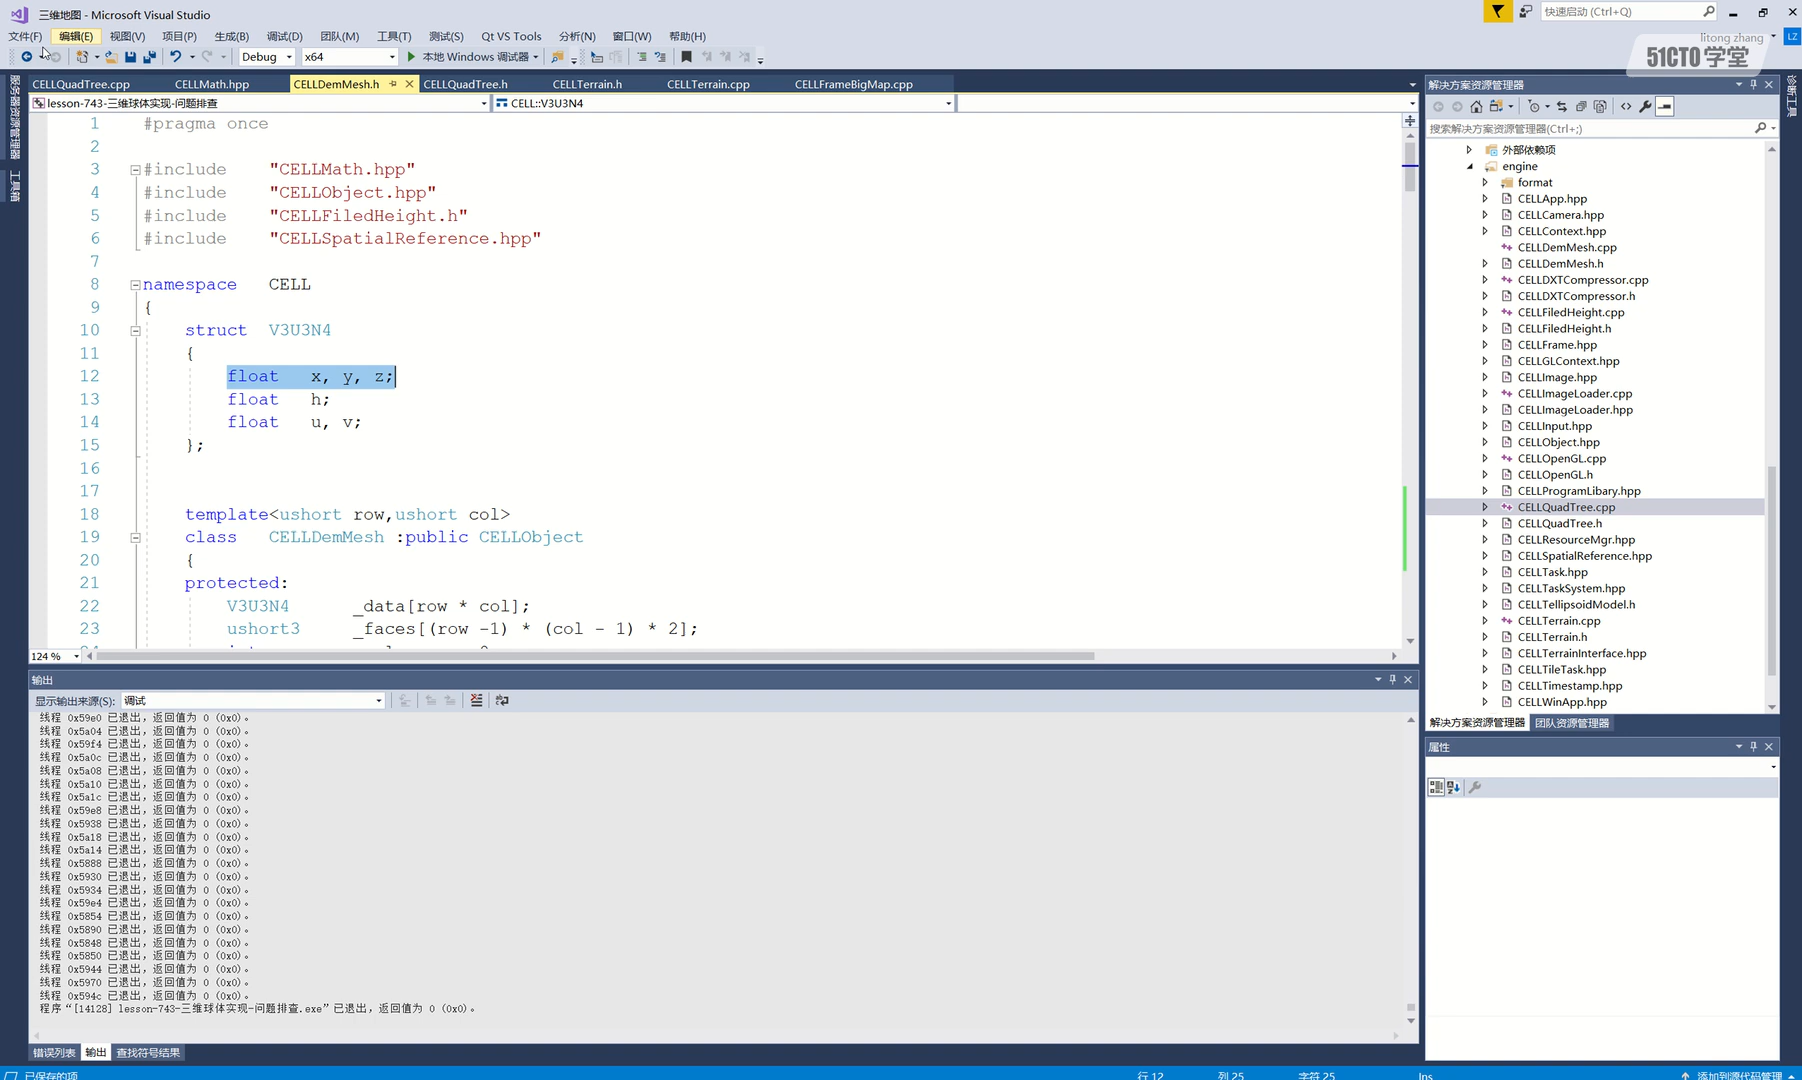 三维地图 - Microsoft Visual Studio
快速启动 (Ctrl+Q)
文件(F) 编辑(E) 视图(V) 项目(P) 生成(B) 调试(D) 团队(M) 工具(T) 测试(S) Qt VS Tools 分析(N) 窗口(W) 帮助(H)
litong zhang
LZ
51CTO学堂
Debug x64 本地 Windows 调试器
CELLQuadTree.cpp CELLMath.hpp CELLDemMesh.h CELLQuadTree.h CELLTerrain.h CELLTerrain.cpp CELLFrameBigMap.cpp
lesson-743-三维球体实现-问题排查 CELL::V3U3N4
服务器资源管理器
工具箱
诊断工具
1 #pragma once
2
3 #include "CELLMath.hpp"
4 #include "CELLObject.hpp"
5 #include "CELLFiledHeight.h"
6 #include "CELLSpatialReference.hpp"
7
8 namespace CELL
9 {
10 struct V3U3N4
11 {
12 float x, y, z;
13 float h;
14 float u, v;
15 };
16
17
18 template<ushort row,ushort col>
19 class CELLDemMesh :public CELLObject
20 {
21 protected:
22 V3U3N4 _data[row * col];
23 ushort3 _faces[(row -1) * (col - 1) * 2];
124 %
输出
显示输出来源(S): 调试
线程 0x59e0 已退出，返回值为 0 (0x0)。
线程 0x5a04 已退出，返回值为 0 (0x0)。
线程 0x59f4 已退出，返回值为 0 (0x0)。
线程 0x5a0c 已退出，返回值为 0 (0x0)。
线程 0x5a08 已退出，返回值为 0 (0x0)。
线程 0x5a10 已退出，返回值为 0 (0x0)。
线程 0x5a1c 已退出，返回值为 0 (0x0)。
线程 0x59e8 已退出，返回值为 0 (0x0)。
线程 0x5938 已退出，返回值为 0 (0x0)。
线程 0x5a18 已退出，返回值为 0 (0x0)。
线程 0x5a14 已退出，返回值为 0 (0x0)。
线程 0x5888 已退出，返回值为 0 (0x0)。
线程 0x5930 已退出，返回值为 0 (0x0)。
线程 0x5934 已退出，返回值为 0 (0x0)。
线程 0x59e4 已退出，返回值为 0 (0x0)。
线程 0x5854 已退出，返回值为 0 (0x0)。
线程 0x5890 已退出，返回值为 0 (0x0)。
线程 0x5848 已退出，返回值为 0 (0x0)。
线程 0x5850 已退出，返回值为 0 (0x0)。
线程 0x5944 已退出，返回值为 0 (0x0)。
线程 0x5970 已退出，返回值为 0 (0x0)。
线程 0x594c 已退出，返回值为 0 (0x0)。
程序“[14128] lesson-743-三维球体实现-问题排查.exe”已退出，返回值为 0 (0x0)。
错误列表 输出 查找符号结果
解决方案资源管理器
搜索解决方案资源管理器(Ctrl+;)
外部依赖项
engine
format
CELLApp.hpp
CELLCamera.hpp
CELLContext.hpp
CELLDemMesh.cpp
CELLDemMesh.h
CELLDXTCompressor.cpp
CELLDXTCompressor.h
CELLFiledHeight.cpp
CELLFiledHeight.h
CELLFrame.hpp
CELLGLContext.hpp
CELLImage.hpp
CELLImageLoader.cpp
CELLImageLoader.hpp
CELLInput.hpp
CELLObject.hpp
CELLOpenGL.cpp
CELLOpenGL.h
CELLProgramLibary.hpp
CELLQuadTree.cpp
CELLQuadTree.h
CELLResourceMgr.hpp
CELLSpatialReference.hpp
CELLTask.hpp
CELLTaskSystem.hpp
CELLTellipsoidModel.h
CELLTerrain.cpp
CELLTerrain.h
CELLTerrainInterface.hpp
CELLTileTask.hpp
CELLTimestamp.hpp
CELLWinApp.hpp
解决方案资源管理器 团队资源管理器
属性
已保存的项 行 12 列 25 字符 25 Ins 添加到源代码管理